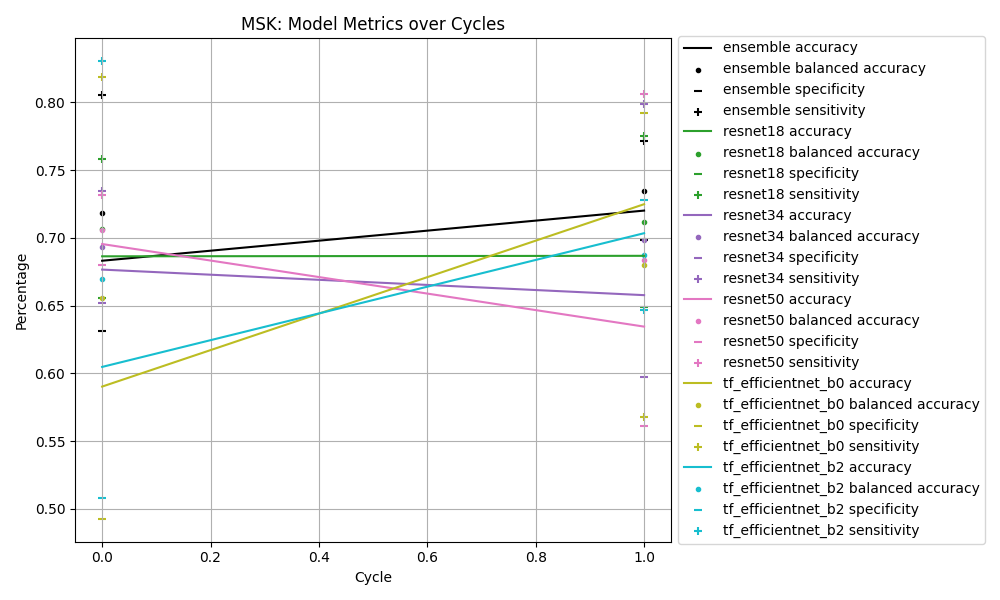 MSK: Model Metrics over Cycles
Percentage
0.80
0.75
0.70
0.65
0.60
0.55
0.50
0.0 0.2 0.4 0.6 0.8 1.0
Cycle
ensemble accuracy
ensemble balanced accuracy
ensemble specificity
ensemble sensitivity
resnet18 accuracy
resnet18 balanced accuracy
resnet18 specificity
resnet18 sensitivity
resnet34 accuracy
resnet34 balanced accuracy
resnet34 specificity
resnet34 sensitivity
resnet50 accuracy
resnet50 balanced accuracy
resnet50 specificity
resnet50 sensitivity
tf_efficientnet_b0 accuracy
tf_efficientnet_b0 balanced accuracy
tf_efficientnet_b0 specificity
tf_efficientnet_b0 sensitivity
tf_efficientnet_b2 accuracy
tf_efficientnet_b2 balanced accuracy
tf_efficientnet_b2 specificity
tf_efficientnet_b2 sensitivity